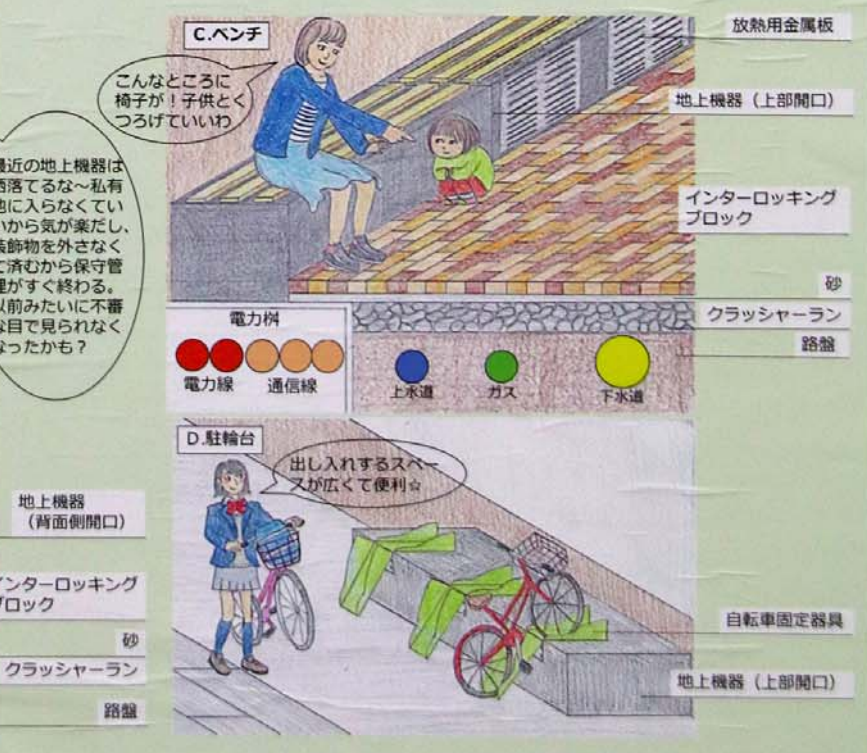 C.ベンチ
こんなところに
椅子が！子供とく
つろげていいわ
放熱用金属板
地上機器（上部開口）
インターロッキング
ブロック
砂
クラッシャーラン
路盤
電力桝
電力線
通信線
上水道
ガス
下水道
最近の地上機器は
洒落てるな～私有
地に入らなくてい
いから気が楽だし、
装飾物を外さなく
て済むから保守管
理がすぐ終わる。
以前みたいに不審
な目で見られなく
なったかも？
D.駐輪台
出し入れするスペー
スが広くて便利☆
自転車固定器具
地上機器（上部開口）
地上機器
（背面側開口）
インターロッキング
ブロック
砂
クラッシャーラン
路盤